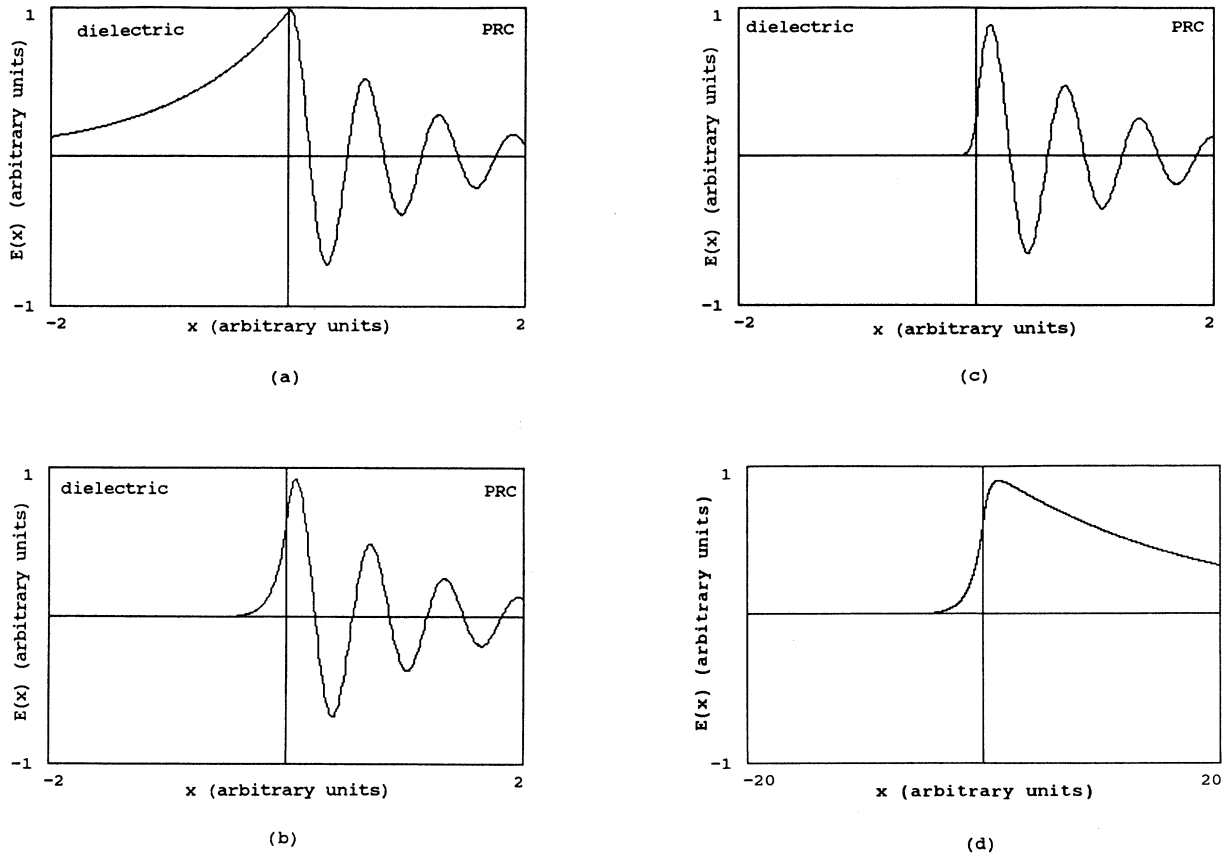 1
dielectric
PRC
E(x) (arbitrary units)
-1
-2
2
x (arbitrary units)
(a)
1
dielectric
PRC
E(x) (arbitrary units)
-1
-2
2
x (arbitrary units)
(c)
1
dielectric
PRC
E(x) (arbitrary units)
-1
-2
2
x (arbitrary units)
(b)
1
E(x) (arbitrary units)
-1
-20
20
x (arbitrary units)
(d)